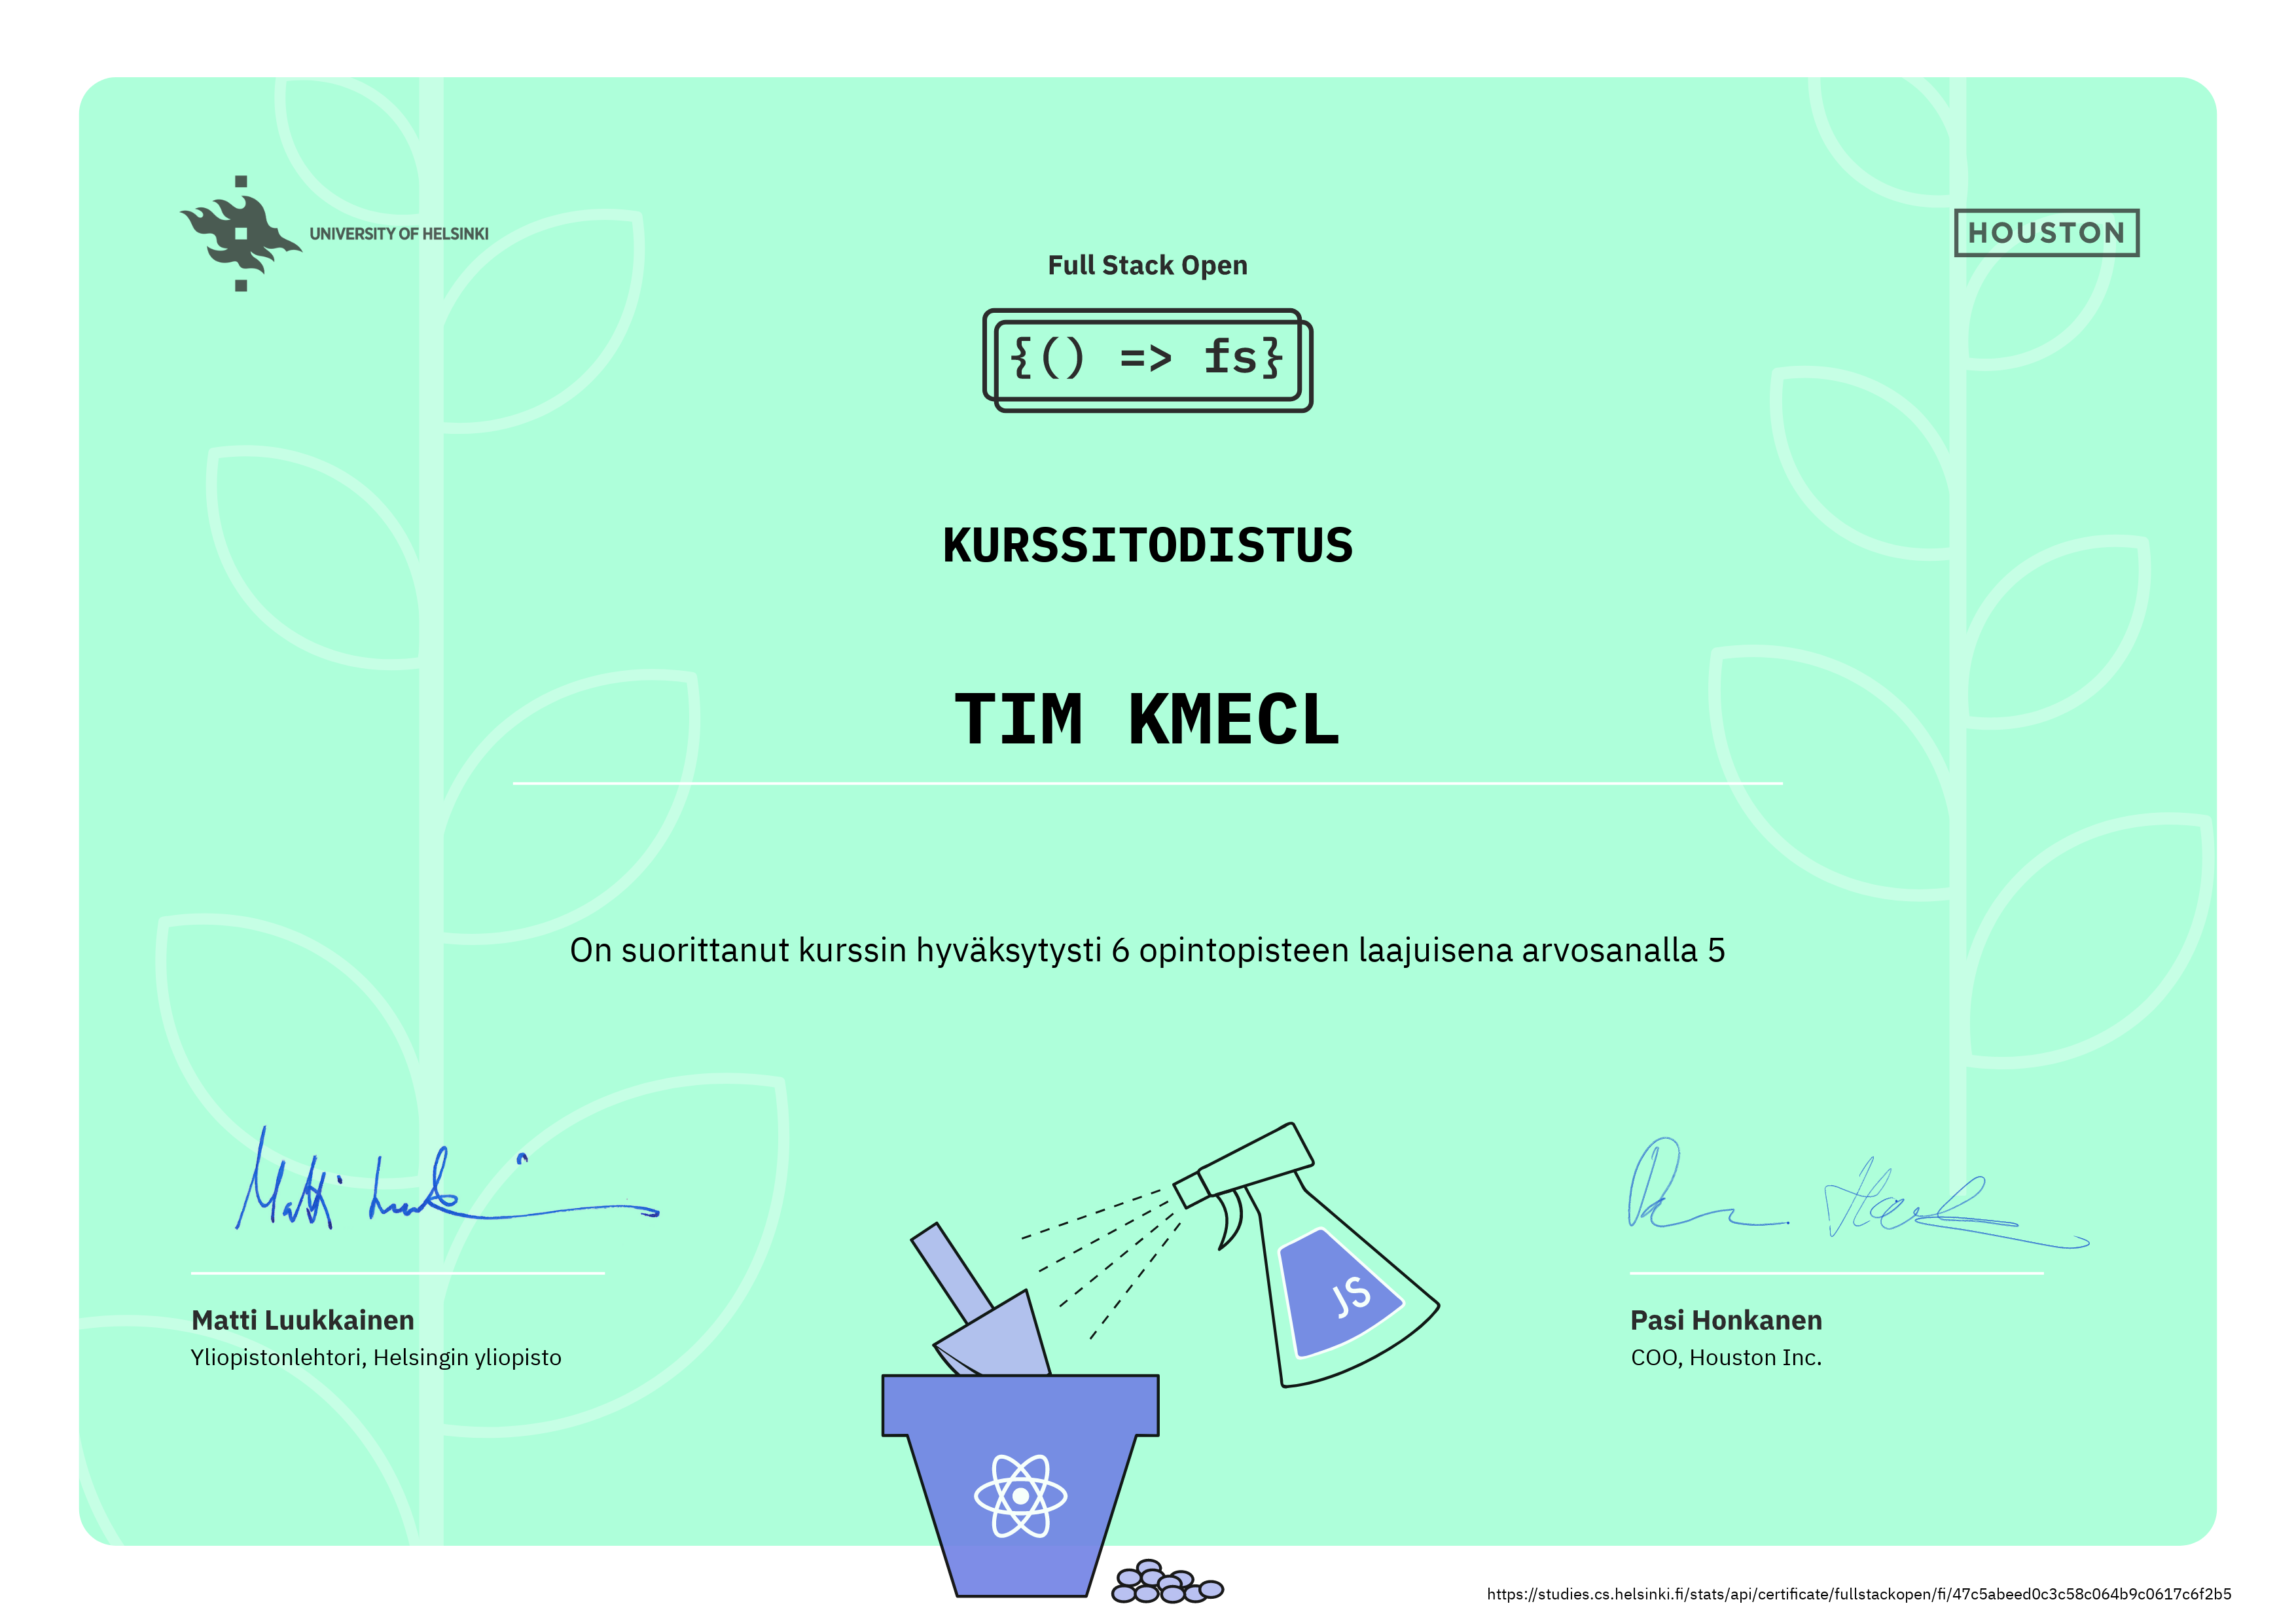 UNIVERSITY OF HELSINKI
HOUSTON
Full Stack Open
{() => fs}
KURSSITODISTUS
TIM KMECL
On suorittanut kurssin hyväksytysti 6 opintopisteen laajuisena arvosanalla 5
JS
Matti Luukkainen
Yliopistonlehtori, Helsingin yliopisto
Pasi Honkanen
COO, Houston Inc.
https://studies.cs.helsinki.fi/stats/api/certificate/fullstackopen/fi/47c5abeed0c3c58c064b9c0617c6f2b5